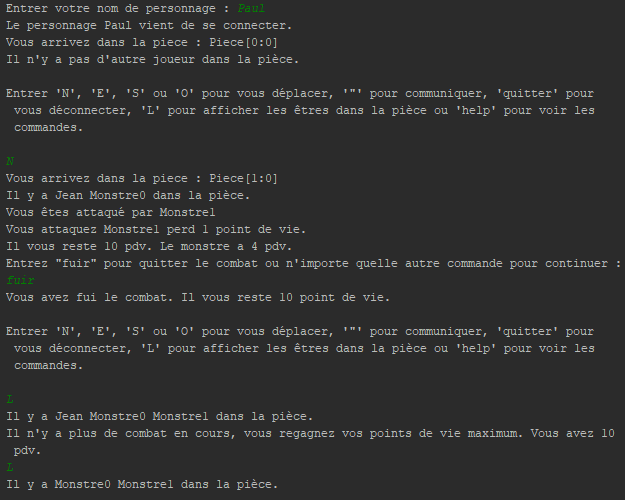 Entrer votre nom de personnage : Paul
Le personnage Paul vient de se connecter.
Vous arrivez dans la piece : Piece[0:0]
Il n'y a pas d'autre joueur dans la pièce.
Entrer 'N', 'E', 'S' ou 'O' pour vous déplacer, '"' pour communiquer, 'quitter' pour
vous déconnecter, 'L' pour afficher les êtres dans la pièce ou 'help' pour voir les
commandes.
N
Vous arrivez dans la piece : Piece[1:0]
Il y a Jean Monstre0 dans la pièce.
Vous êtes attaqué par Monstre1
Vous attaquez Monstre1 perd 1 point de vie.
Il vous reste 10 pdv. Le monstre a 4 pdv.
Entrez "fuir" pour quitter le combat ou n'importe quelle autre commande pour continuer :
fuir
Vous avez fui le combat. Il vous reste 10 point de vie.
Entrer 'N', 'E', 'S' ou 'O' pour vous déplacer, '"' pour communiquer, 'quitter' pour
vous déconnecter, 'L' pour afficher les êtres dans la pièce ou 'help' pour voir les
commandes.
L
Il y a Jean Monstre0 Monstre1 dans la pièce.
Il n'y a plus de combat en cours, vous regagnez vos points de vie maximum. Vous avez 10
pdv.
L
Il y a Monstre0 Monstre1 dans la pièce.